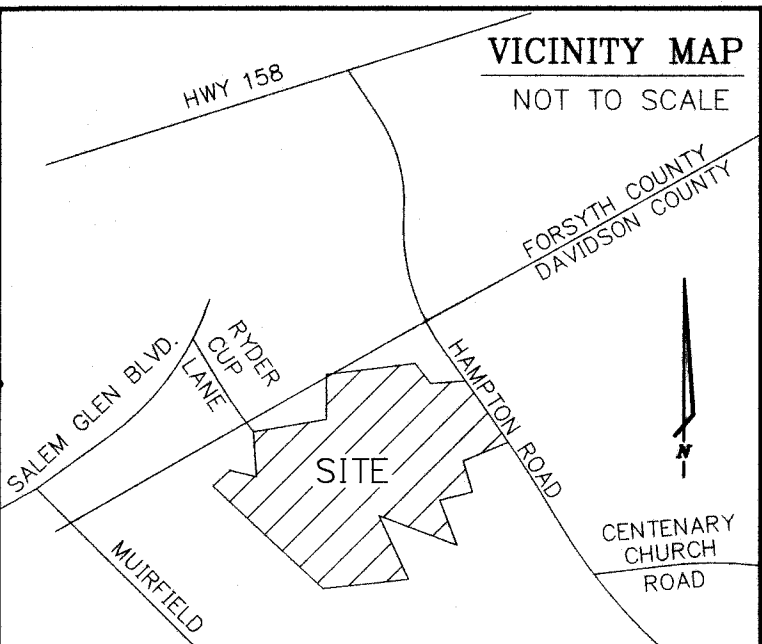 VICINITY MAP
NOT TO SCALE
HWY 158
FORSYTH COUNTY
DAVIDSON COUNTY
RYDER
CUP
LANE
SALEM GLEN BLVD.
HAMPTON ROAD
SITE
N
MUIRFIELD
CENTENARY
CHURCH
ROAD